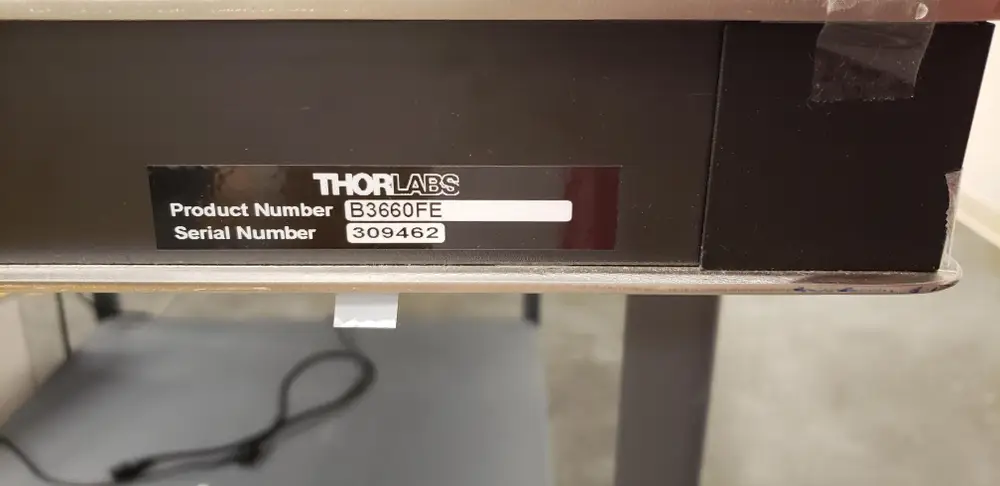 THORLABS
Product Number B3660FE
Serial Number 309462